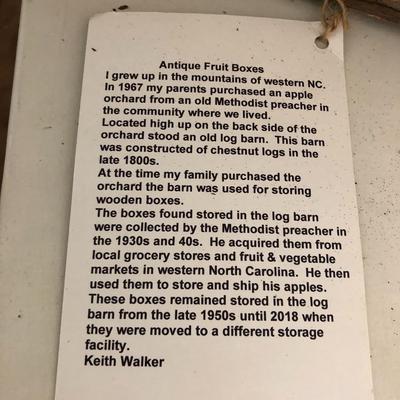 Antique Fruit Boxes
I grew up in the mountains of western NC.
In 1967 my parents purchased an apple
orchard from an old Methodist preacher in
the community where we lived.
Located high up on the back side of the
orchard stood an old log barn.  This barn
was constructed of chestnut logs in the
late 1800s.
At the time my family purchased the
orchard the barn was used for storing
wooden boxes.
The boxes found stored in the log barn
were collected by the Methodist preacher in
the 1930s and 40s.  He acquired them from
local grocery stores and fruit & vegetable
markets in western North Carolina.  He then
used them to store and ship his apples.
These boxes remained stored in the log
barn from the late 1950s until 2018 when
they were moved to a different storage
facility.
Keith Walker